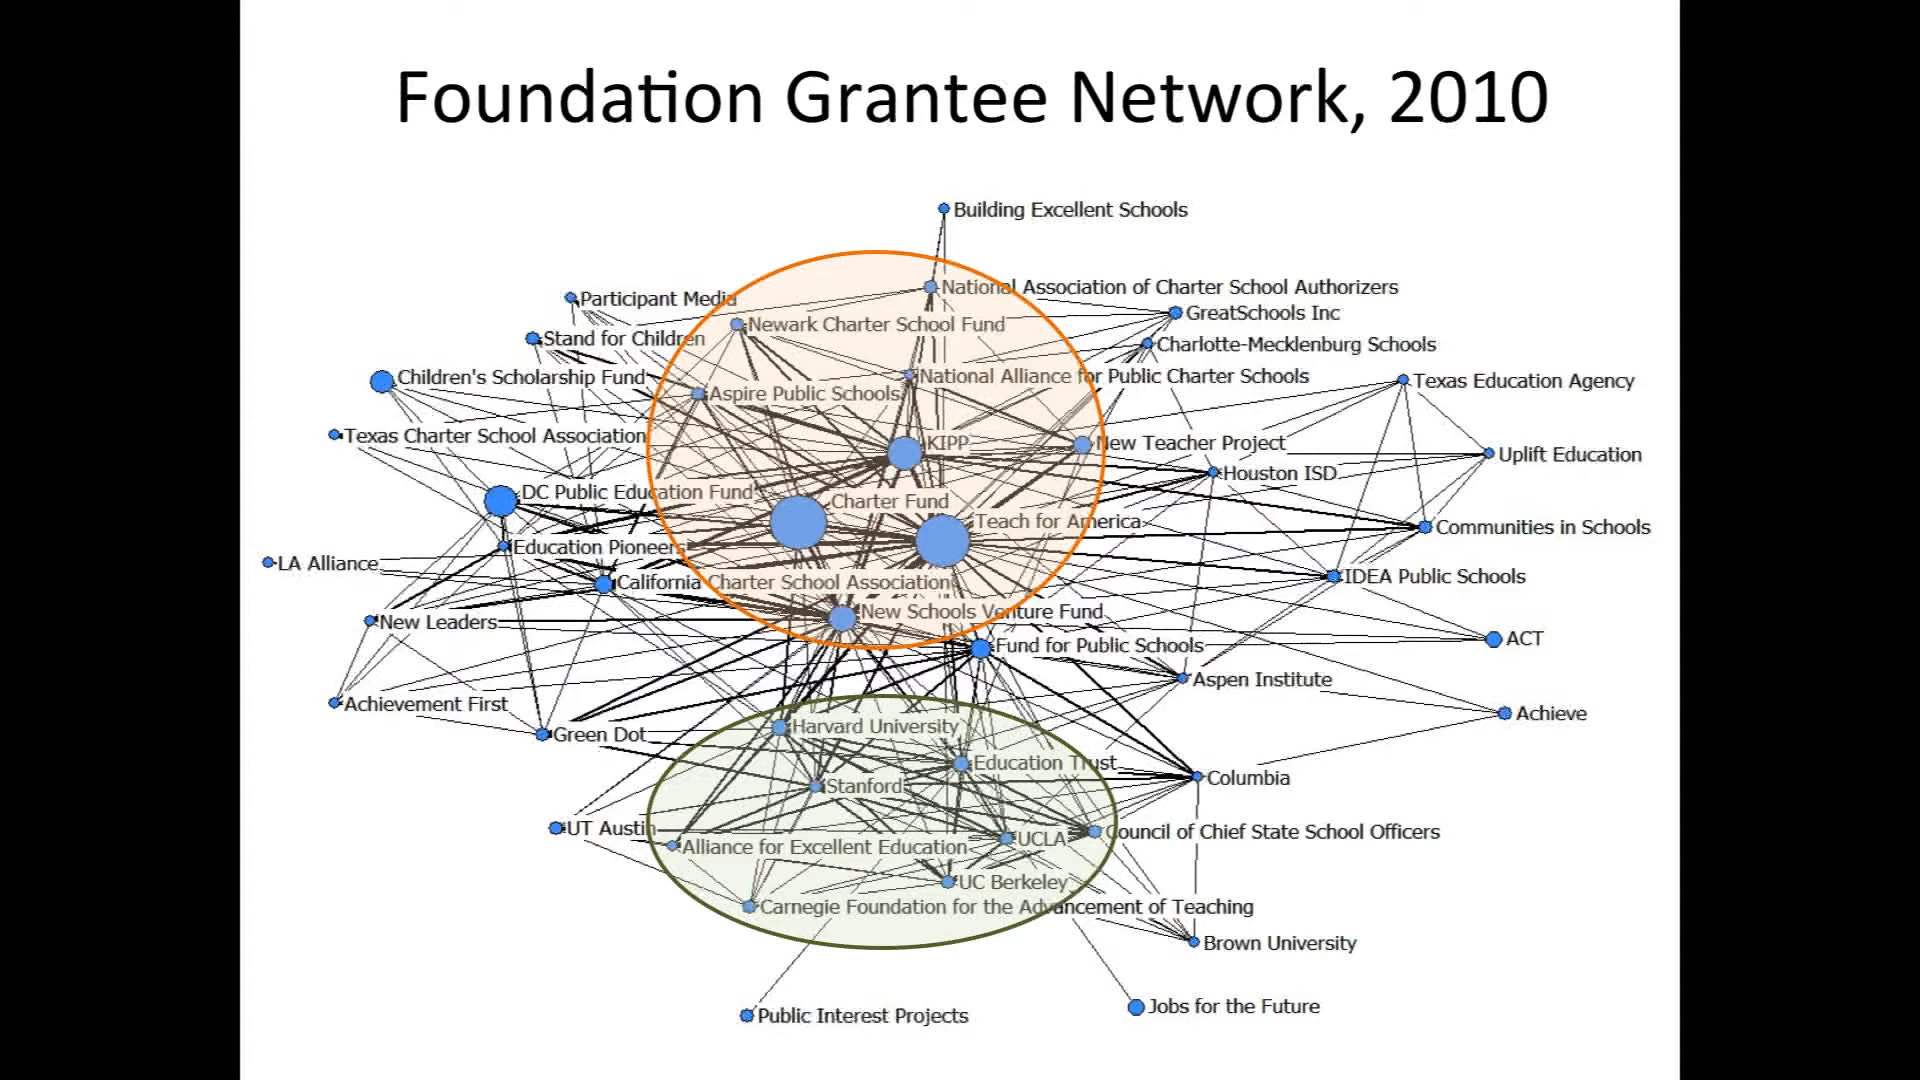 Foundation Grantee Network, 2010
Building Excellent Schools
National Association of Charter School Authorizers
Participant Media
GreatSchools Inc
Newark Charter School Fund
Stand for Children
Charlotte-Mecklenburg Schools
National Alliance for Public Charter Schools
Children's Scholarship Fund
Texas Education Agency
Aspire Public Schools
Texas Charter School Association
KIPP
New Teacher Project
Uplift Education
Houston ISD
DC Public Education Fund
Charter Fund
Teach for America
Communities in Schools
Education Pioneers
LA Alliance
IDEA Public Schools
California Charter School Association
New Schools Venture Fund
New Leaders
ACT
Fund for Public Schools
Aspen Institute
Achievement First
Achieve
Harvard University
Green Dot
Education Trust
Columbia
Stanford
UT Austin
Council of Chief State School Officers
UCLA
Alliance for Excellent Education
UC Berkeley
Carnegie Foundation for the Advancement of Teaching
Brown University
Jobs for the Future
Public Interest Projects